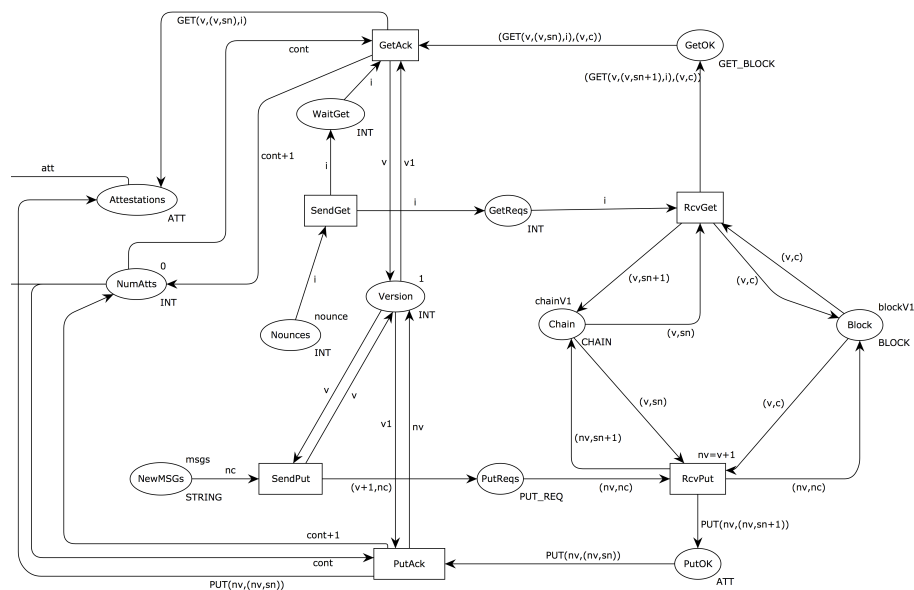 GET(v,(v,sn),i)
cont
GetAck
(GET(v,(v,sn),i),(v,c))
GetOK
GET_BLOCK
(GET(v,(v,sn+1),i),(v,c))
i
WaitGet
INT
cont+1
v
v1
att
i
Attestations
ATT
SendGet
i
GetReqs
INT
i
RcvGet
0
NumAtts
INT
i
1
Version
INT
(v,sn+1)
(v,c)
(v,c)
nounce
Nounces
INT
chainV1
Chain
CHAIN
(v,sn)
blockV1
Block
BLOCK
v
v
v1
nv
(v,sn)
(v,c)
(nv,sn+1)
msgs
NewMSGs
STRING
nc
SendPut
(v+1,nc)
PutReqs
PUT_REQ
(nv,nc)
nv=v+1
RcvPut
(nv,nc)
PUT(nv,(nv,sn+1))
cont+1
cont
PutAck
PUT(nv,(nv,sn))
PutOK
ATT
PUT(nv,(nv,sn))